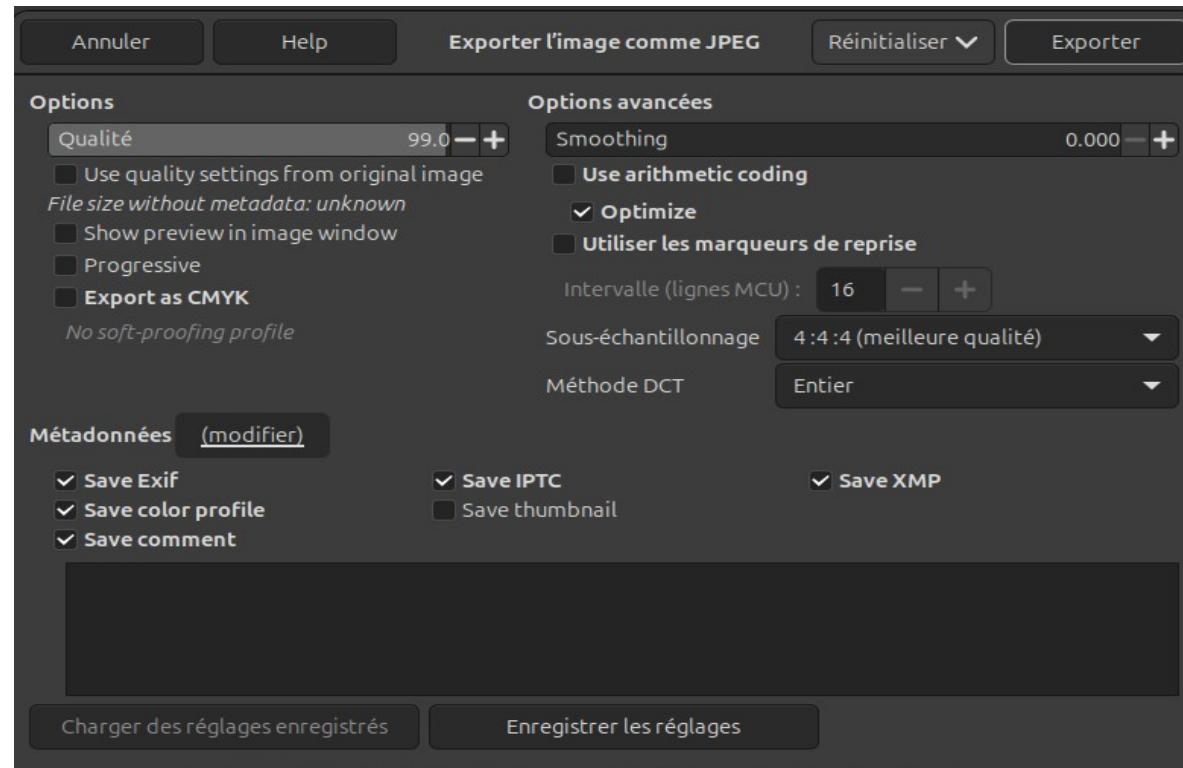 Annuler Help Exporter l'image comme JPEG Réinitialiser Exporter
Options
Qualité 99.0
Use quality settings from original image
File size without metadata: unknown
Show preview in image window
Progressive
Export as CMYK
No soft-proofing profile
Options avancées
Smoothing 0.000
Use arithmetic coding
Optimize
Utiliser les marqueurs de reprise
Intervalle (lignes MCU) : 16
Sous-échantillonnage 4 :4 :4 (meilleure qualité)
Méthode DCT Entier
Métadonnées (modifier)
Save Exif Save IPTC Save XMP
Save color profile Save thumbnail
Save comment
Charger des réglages enregistrés Enregistrer les réglages